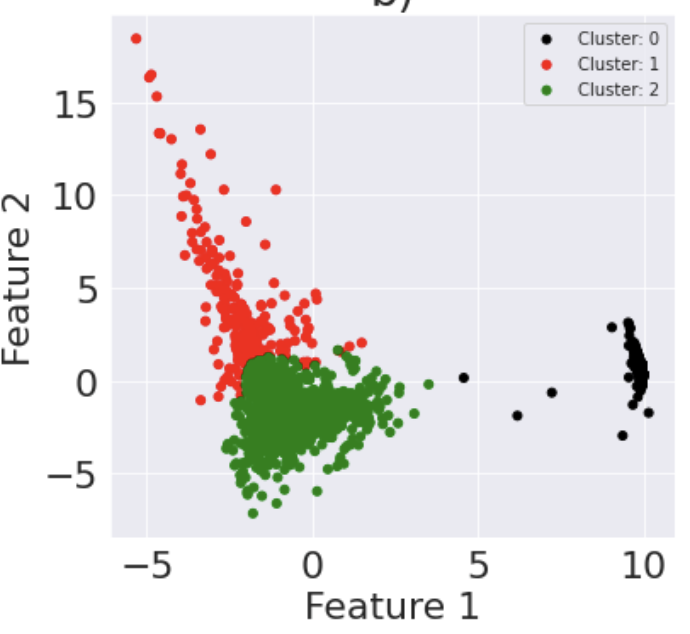 b)
Cluster: 0
Cluster: 1
Cluster: 2
15
10
5
0
−5
Feature 2
−5 0 5 10
Feature 1